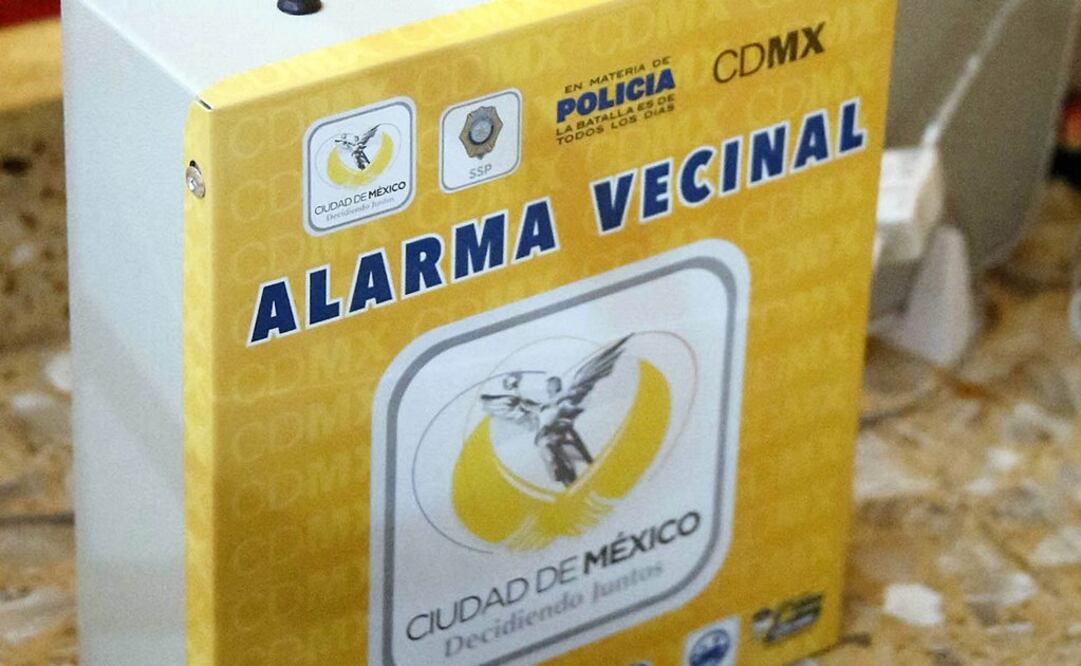 CIUDAD DE MÉXICO
Decidiendo Juntos
SSP
EN MATERIA DE
POLICIA
LA BATALLA ES DE
TODOS LOS DIAS
CDMX
ALARMA VECINAL
CIUDAD DE MÉXICO
Decidiendo Juntos